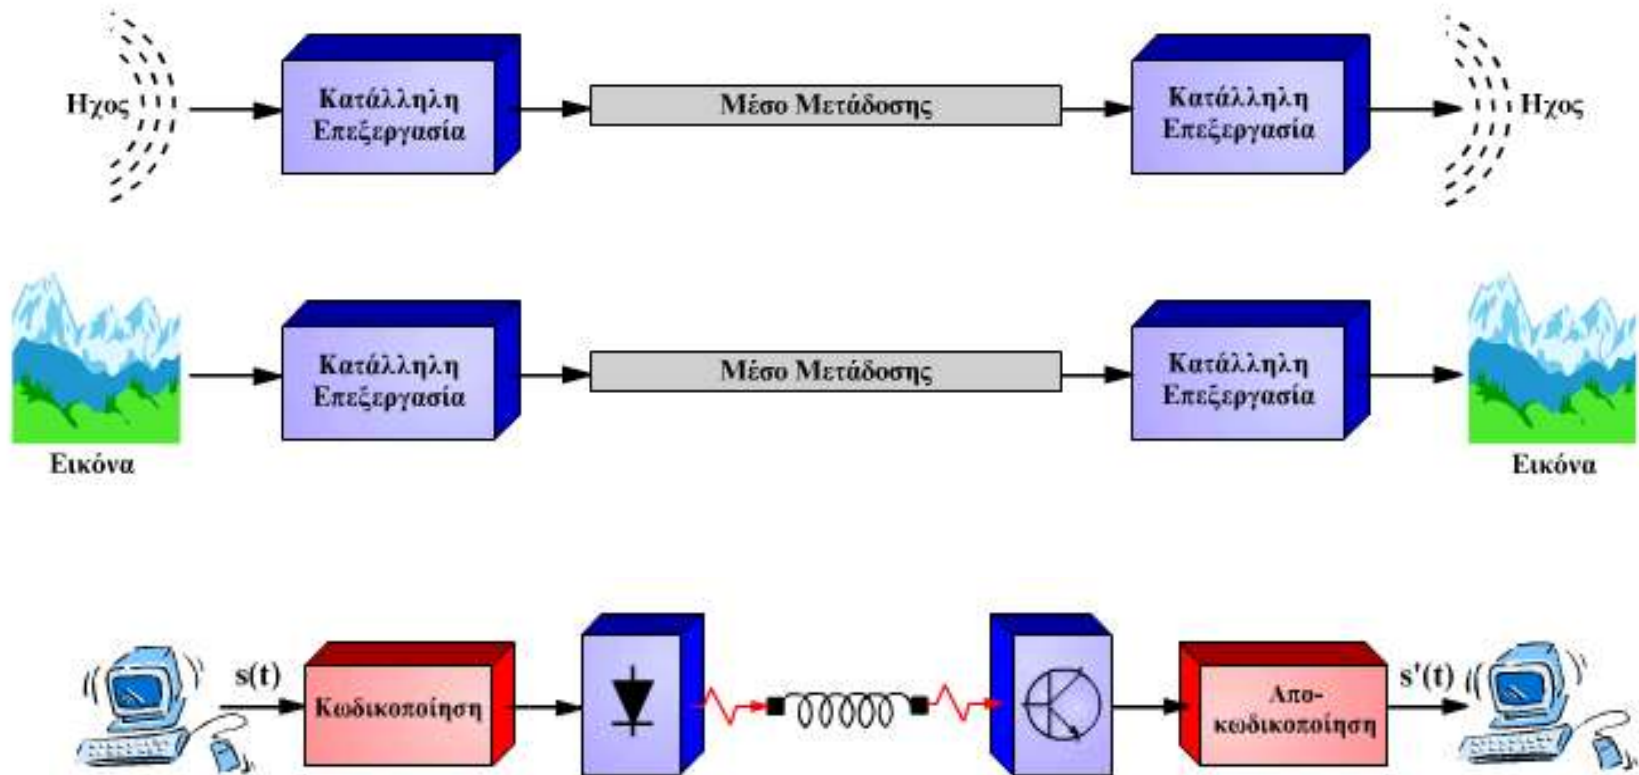 Ηχος
Κατάλληλη
Επεξεργασία
Μέσο Μετάδοσης
Κατάλληλη
Επεξεργασία
Ηχος
Κατάλληλη
Επεξεργασία
Μέσο Μετάδοσης
Κατάλληλη
Επεξεργασία
Εικόνα
Εικόνα
s(t)
Κωδικοποίηση
Απο-
κωδικοποίηση
s'(t)